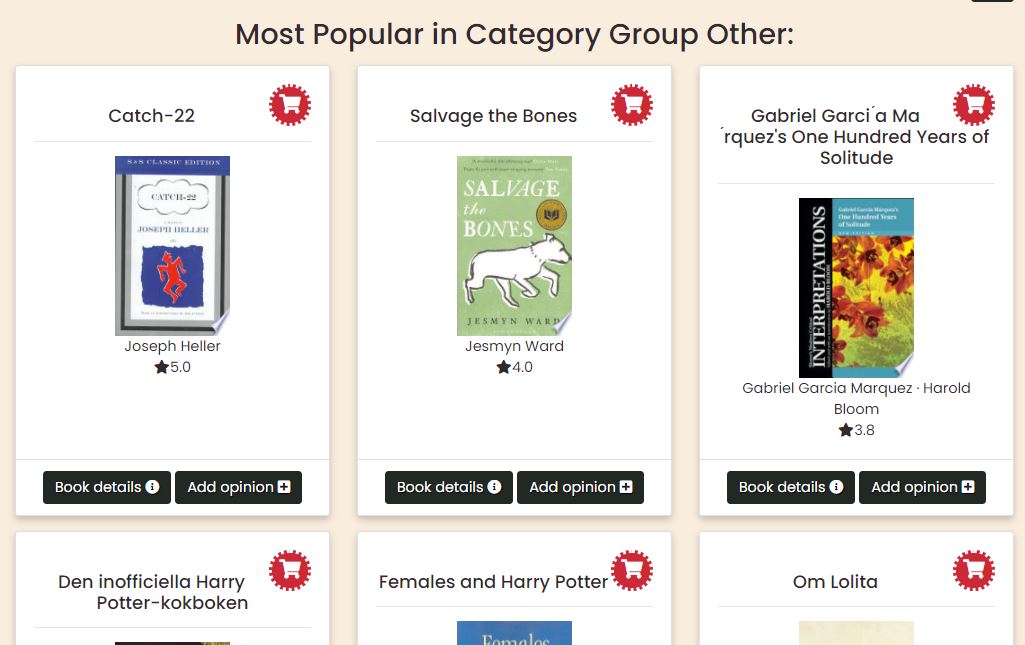 Most Popular in Category Group Other:
Catch-22
S&S CLASSIC EDITION
CATCH-22
JOSEPH HELLER
Joseph Heller
5.0
Book details
Add opinion
Salvage the Bones
SALVAGE
the
BONES
JESMYN WARD
Jesmyn Ward
4.0
Book details
Add opinion
Gabriel Garci´a Ma
´rquez's One Hundred Years of
Solitude
INTERPRETATIONS
HAROLD BLOOM
Gabriel García Márquez's
One Hundred Years
of Solitude
NEW EDITION
Gabriel Garcia Marquez · Harold
Bloom
3.8
Book details
Add opinion
Den inofficiella Harry
Potter-kokboken
Females and Harry Potter
Females
Om Lolita